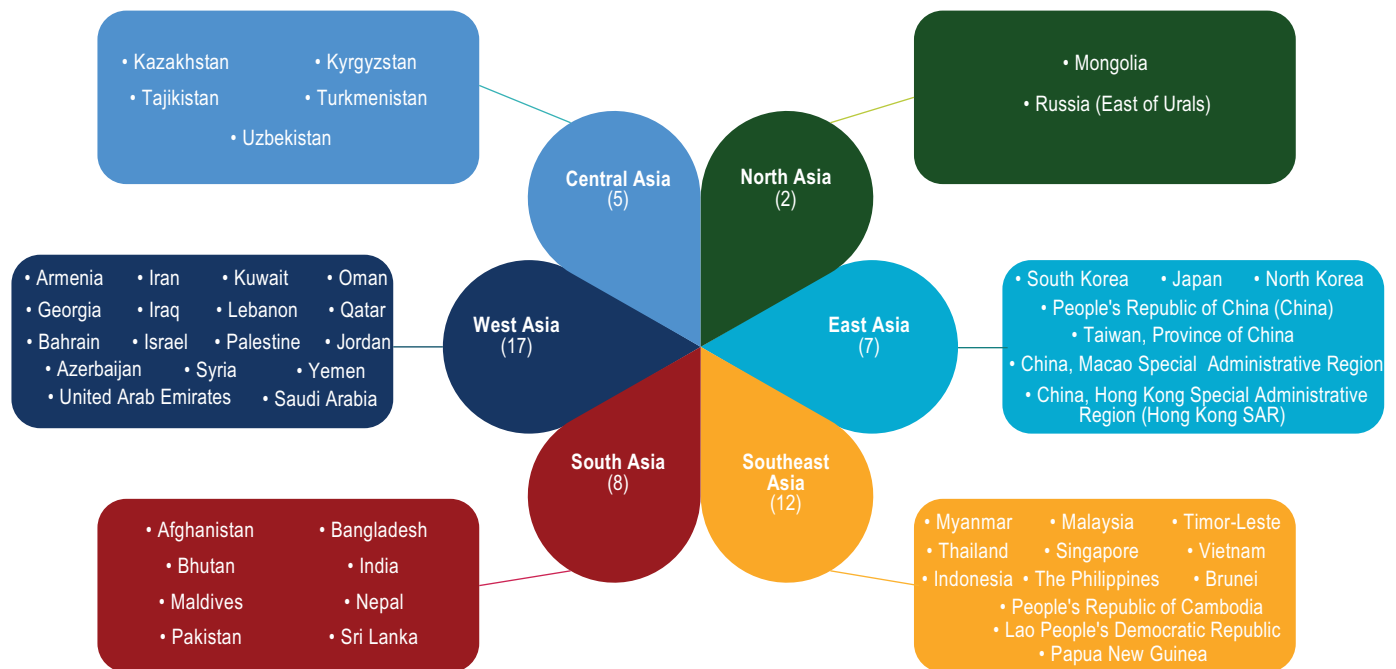 • Kazakhstan • Kyrgyzstan
• Tajikistan • Turkmenistan
• Uzbekistan
• Mongolia
• Russia (East of Urals)
Central Asia
(5)
North Asia
(2)
• Armenia • Iran • Kuwait • Oman
• Georgia • Iraq • Lebanon • Qatar
• Bahrain • Israel • Palestine • Jordan
• Azerbaijan • Syria • Yemen
• United Arab Emirates • Saudi Arabia
West Asia
(17)
East Asia
(7)
• South Korea • Japan • North Korea
• People's Republic of China (China)
• Taiwan, Province of China
• China, Macao Special Administrative Region
• China, Hong Kong Special Administrative
Region (Hong Kong SAR)
South Asia
(8)
Southeast
Asia
(12)
• Afghanistan • Bangladesh
• Bhutan • India
• Maldives • Nepal
• Pakistan • Sri Lanka
• Myanmar • Malaysia • Timor-Leste
• Thailand • Singapore • Vietnam
• Indonesia • The Philippines • Brunei
• People's Republic of Cambodia
• Lao People's Democratic Republic
• Papua New Guinea